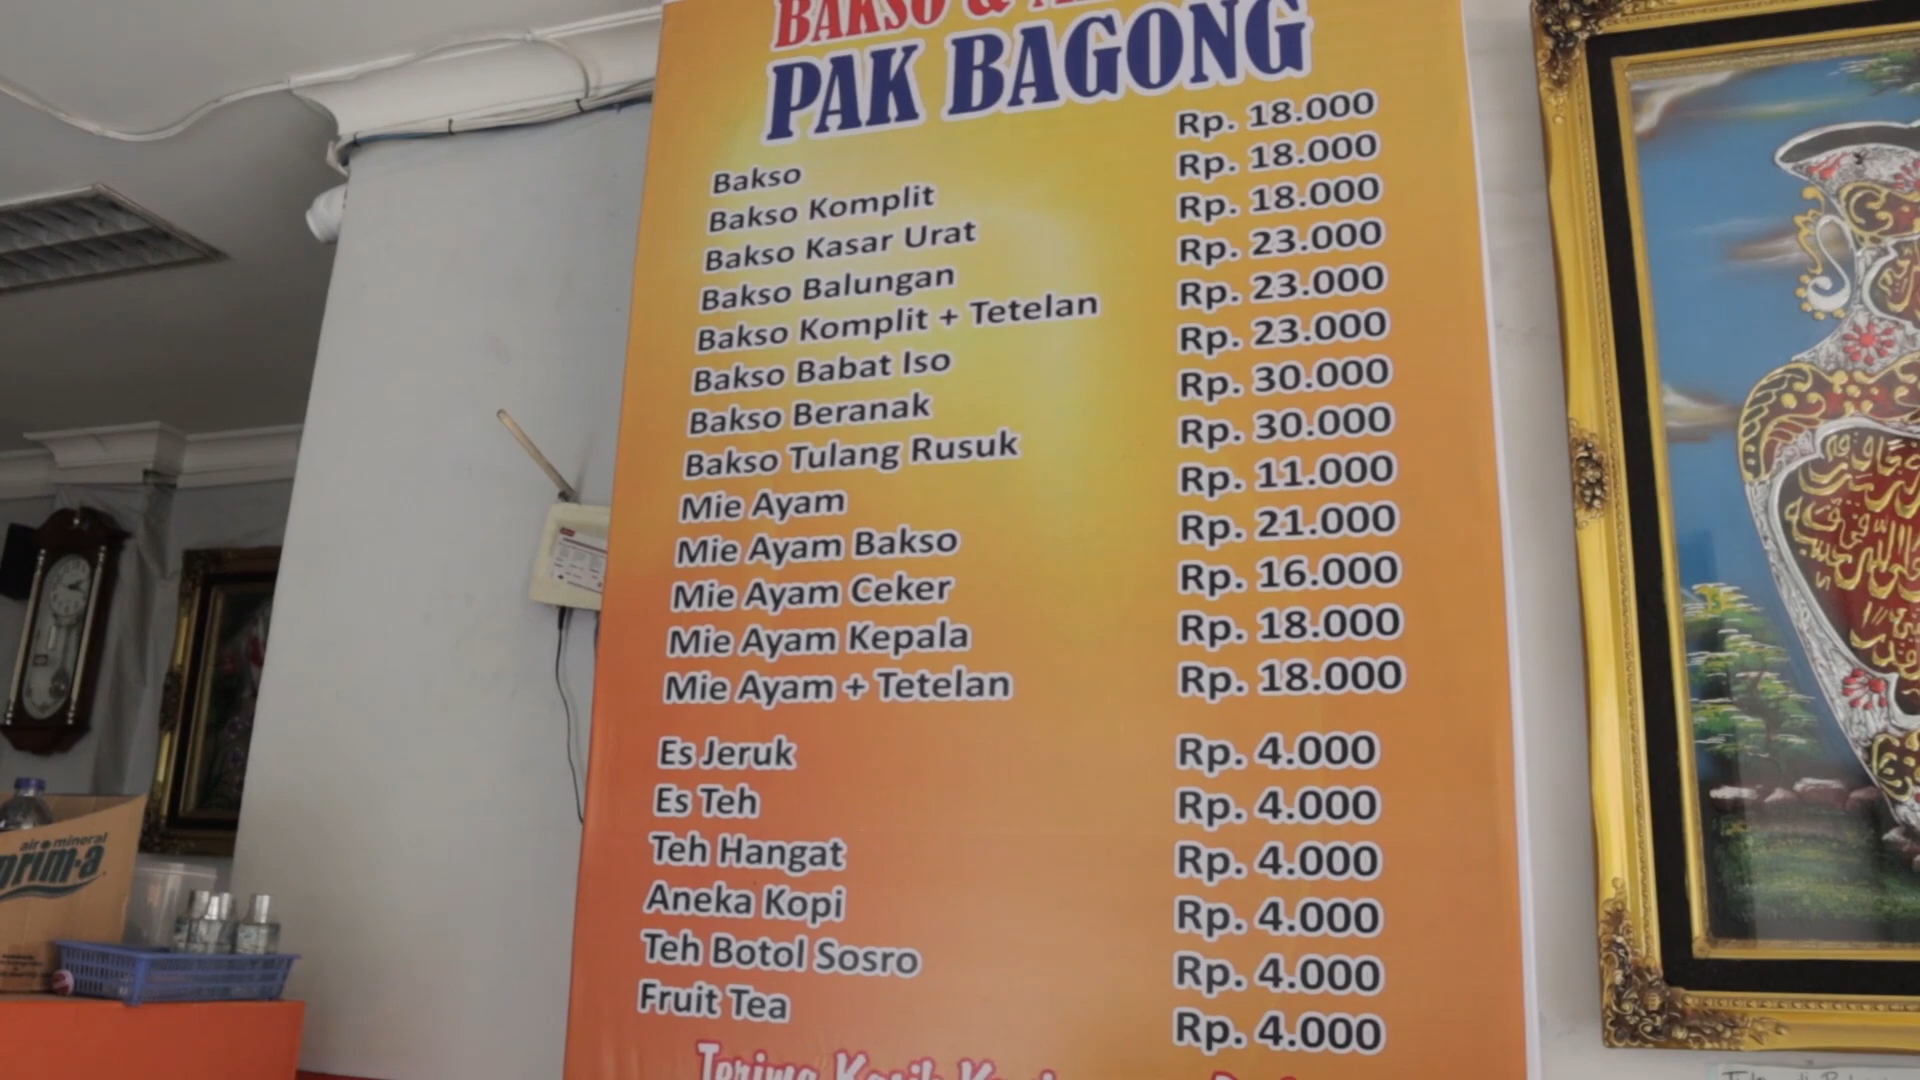 BAKSO &
PAK BAGONG
Bakso Rp. 18.000
Bakso Komplit Rp. 18.000
Bakso Kasar Urat Rp. 18.000
Bakso Balungan Rp. 23.000
Bakso Komplit + Tetelan Rp. 23.000
Bakso Babat Iso Rp. 23.000
Bakso Beranak Rp. 30.000
Bakso Tulang Rusuk Rp. 30.000
Mie Ayam Rp. 11.000
Mie Ayam Bakso Rp. 21.000
Mie Ayam Ceker Rp. 16.000
Mie Ayam Kepala Rp. 18.000
Mie Ayam + Tetelan Rp. 18.000
Es Jeruk Rp. 4.000
Es Teh Rp. 4.000
Teh Hangat Rp. 4.000
Aneka Kopi Rp. 4.000
Teh Botol Sosro Rp. 4.000
Fruit Tea Rp. 4.000
Terima Kasih
air mineral
prim-a